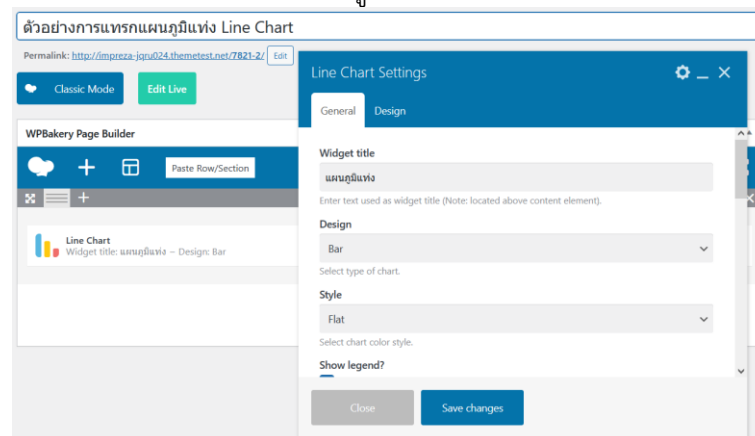 ตัวอย่างการแทรกแผนภูมิแท่ง Line Chart
Permalink: http://impreza-jqru024.themetest.net/7821-2/ Edit
Classic Mode
Edit Live
WPBakery Page Builder
Paste Row/Section
Line Chart
Widget title: แผนภูมิแท่ง – Design: Bar
Line Chart Settings
General
Design
Widget title
แผนภูมิแท่ง
Enter text used as widget title (Note: located above content element).
Design
Bar
Select type of chart.
Style
Flat
Select chart color style.
Show legend?
Close
Save changes